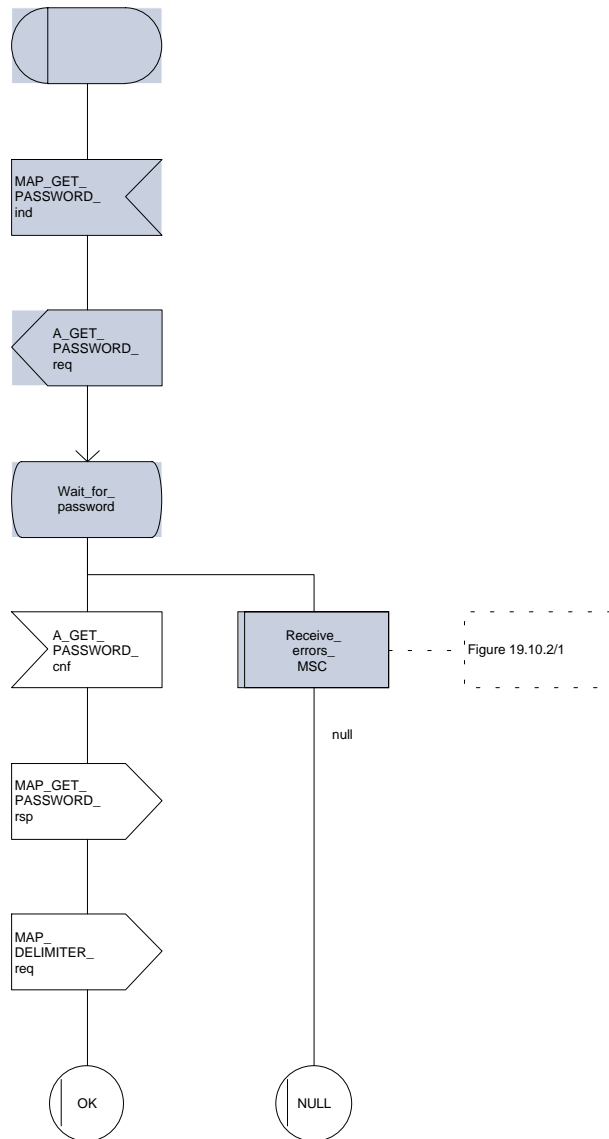 MAP_GET_
PASSWORD_
ind
A_GET_
PASSWORD_
req
Wait_for_
password
A_GET_
PASSWORD_
cnf
Receive_
errors_
MSC
Figure 19.10.2/1
null
MAP_GET_
PASSWORD_
rsp
MAP_
DELIMITER_
req
OK
NULL